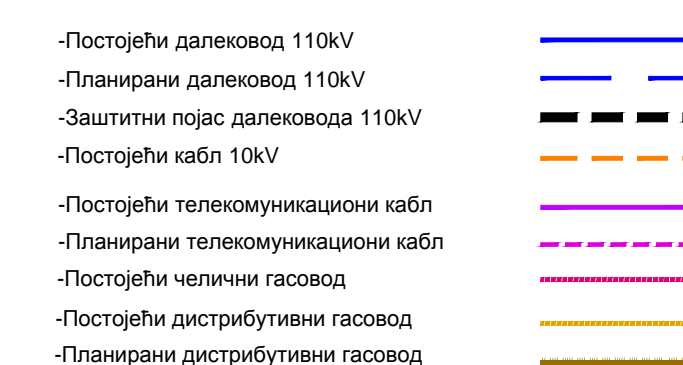 -Постојећи далековод 110kV
-Планирани далековод 110kV
-Заштитни појас далековода 110kV
-Постојећи кабл 10kV
-Постојећи телекомуникациони кабл
-Планирани телекомуникациони кабл
-Постојећи челични гасовод
-Постојећи дистрибутивни гасовод
-Планирани дистрибутивни гасовод